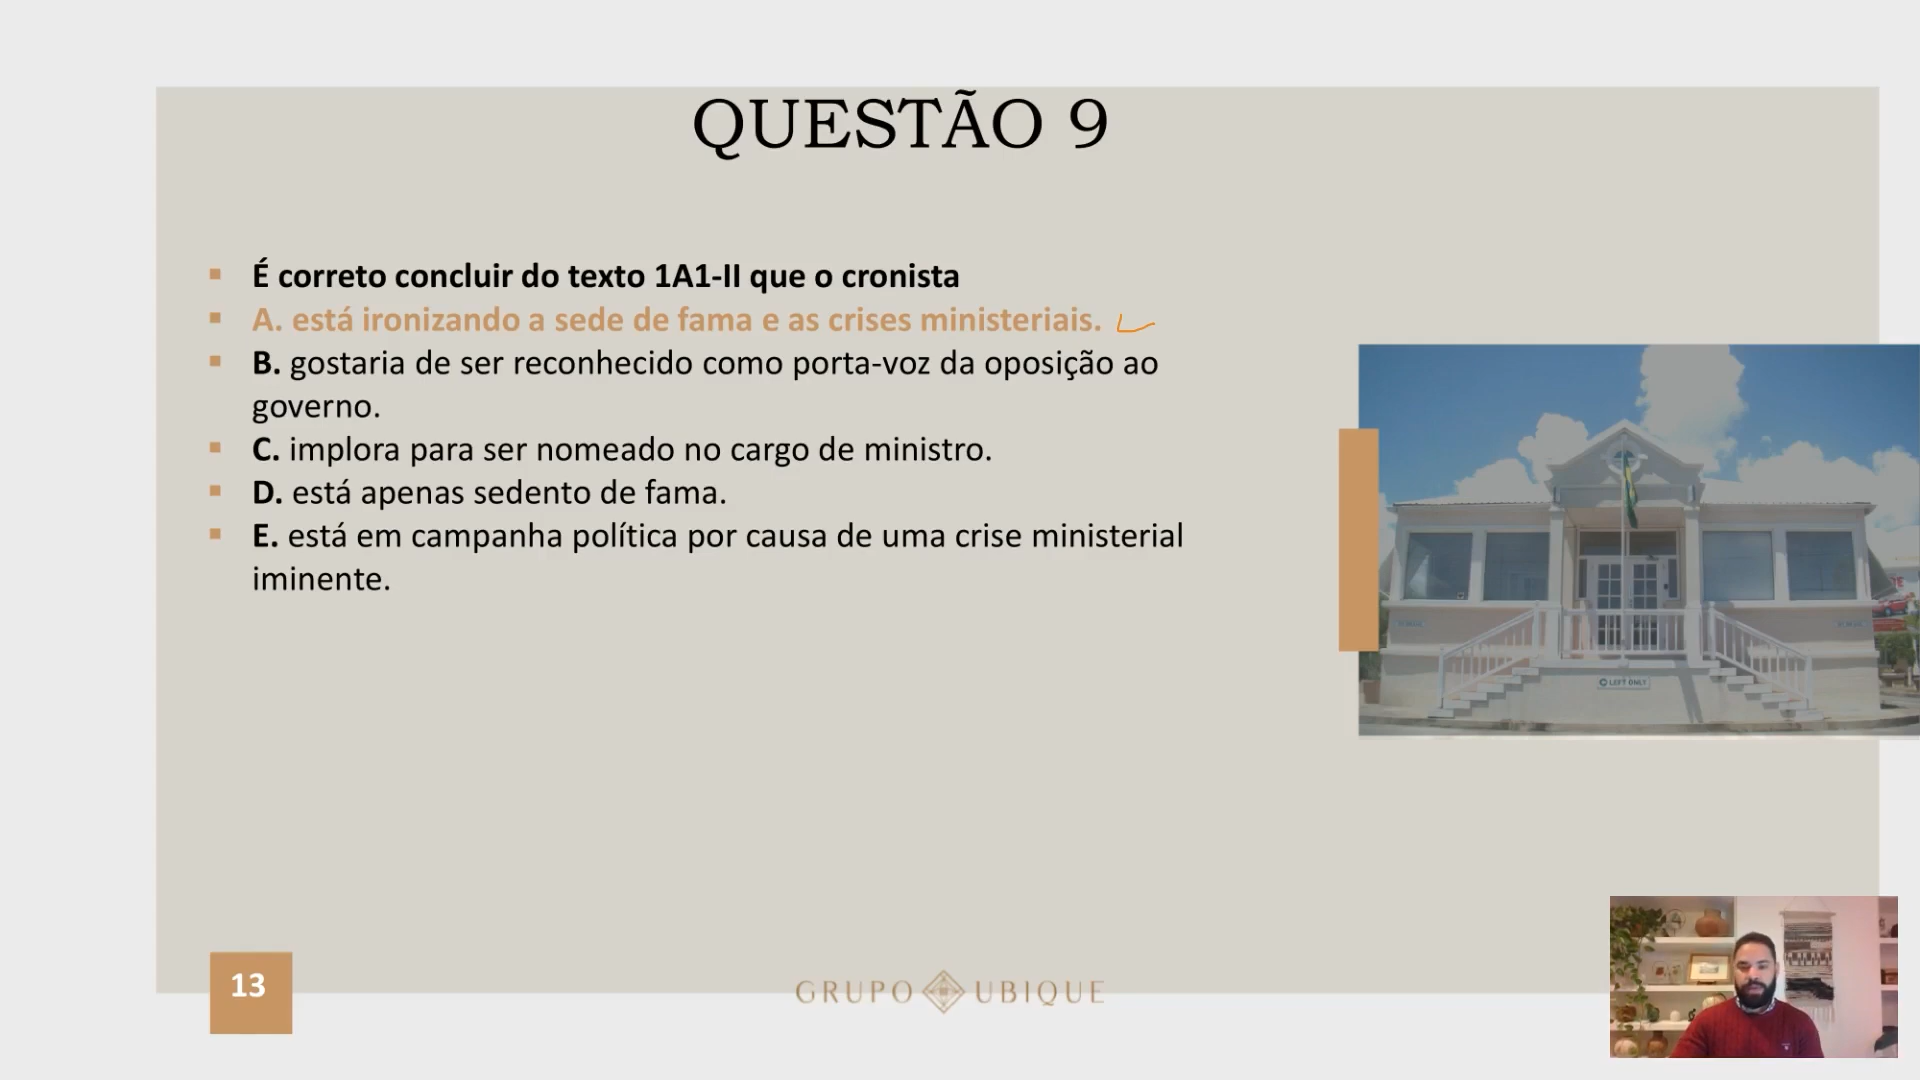 QUESTÃO 9
É correto concluir do texto 1A1-II que o cronista
A. está ironizando a sede de fama e as crises ministeriais.
B. gostaria de ser reconhecido como porta-voz da oposição ao
governo.
C. implora para ser nomeado no cargo de ministro.
D. está apenas sedento de fama.
E. está em campanha política por causa de uma crise ministerial
iminente.
LEFT ONLY
13
GRUPO UBIQUE